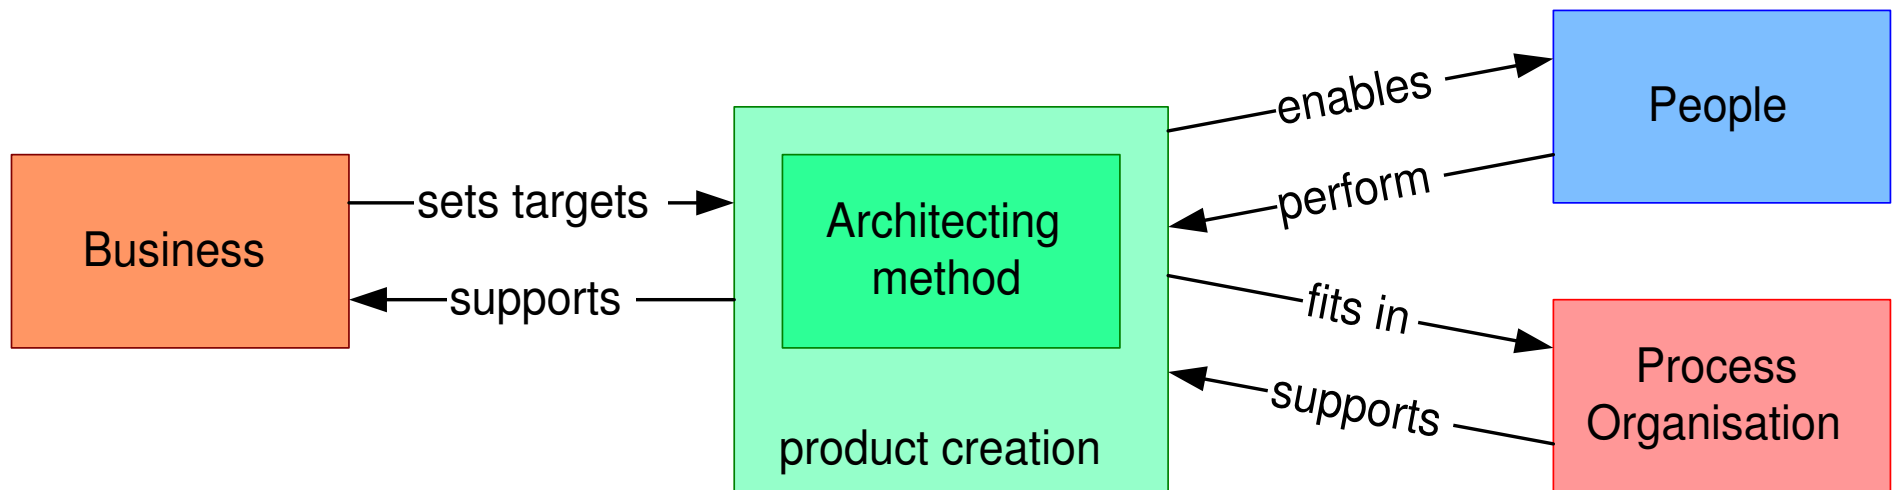 Business
sets targets
supports
Architecting
method
product creation
enables
perform
fits in
supports
People
Process
Organisation